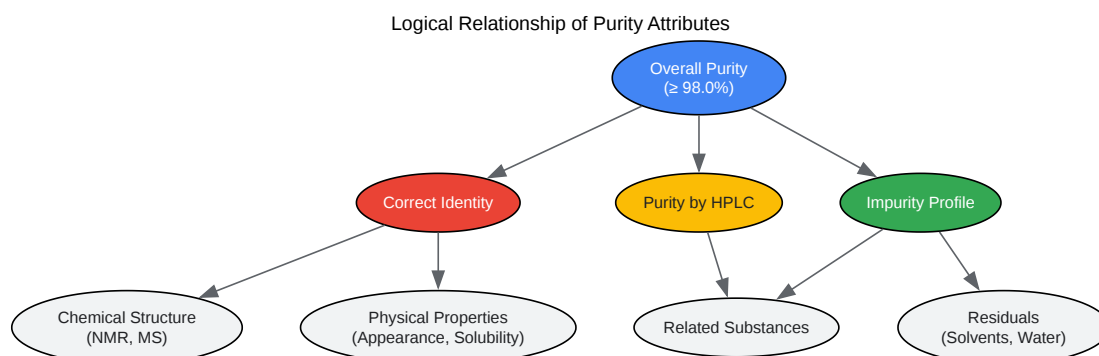 Logical Relationship of Purity Attributes
Overall Purity
(≥ 98.0%)
Correct Identity
Purity by HPLC
Impurity Profile
Chemical Structure
(NMR, MS)
Physical Properties
(Appearance, Solubility)
Related Substances
Residuals
(Solvents, Water)